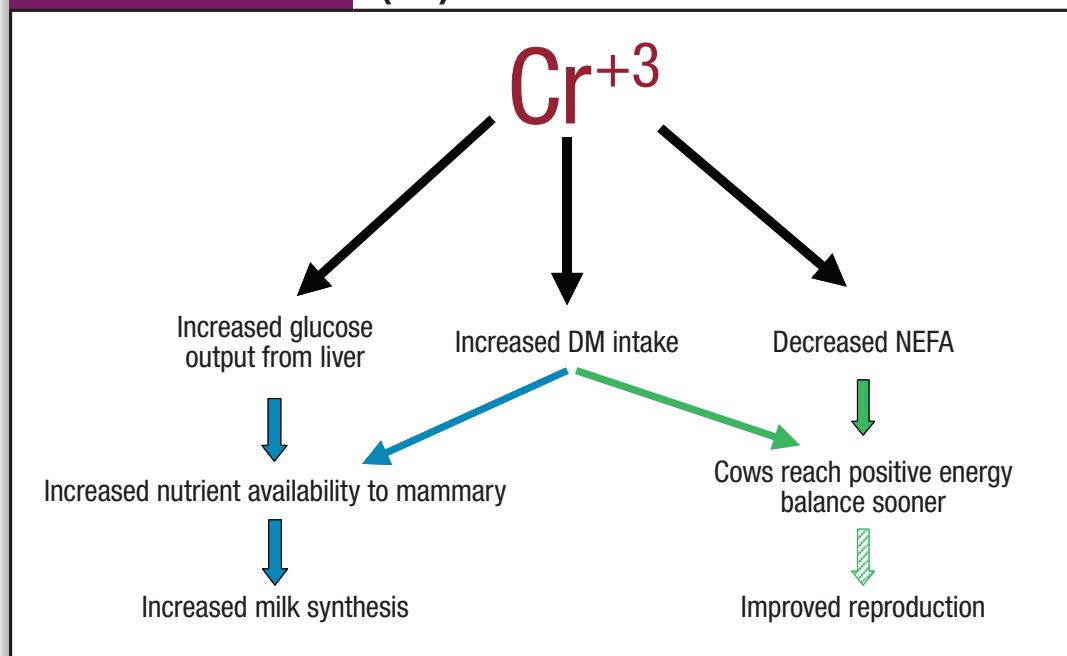 Cr+3
Increased glucose
output from liver
Increased DM intake
Decreased NEFA
Increased nutrient availability to mammary
Cows reach positive energy
balance sooner
Increased milk synthesis
Improved reproduction